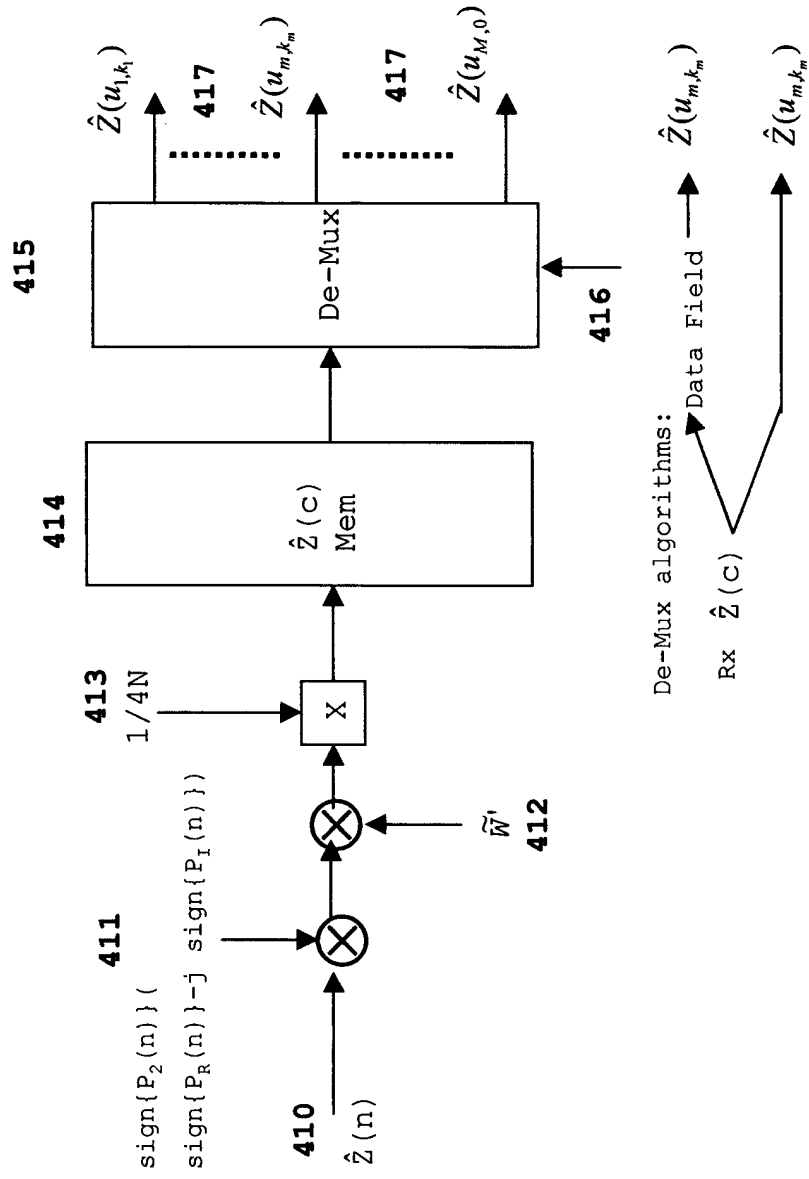 410
Ẑ(n)
sign{P₂(n)}(
sign{P_R(n)}-j sign{P_I(n)})
411
W̃'
412
413
1/4N
X
414
Ẑ(c)
Mem
415
De-Mux
416
Ẑ(u_{1,k_1})
417
Ẑ(u_{m,k_m})
417
Ẑ(u_{M,0})
De-Mux algorithms:
Rx Ẑ(c)
Data Field
Ẑ(u_{m,k_m})
Ẑ(u_{m,k_m})